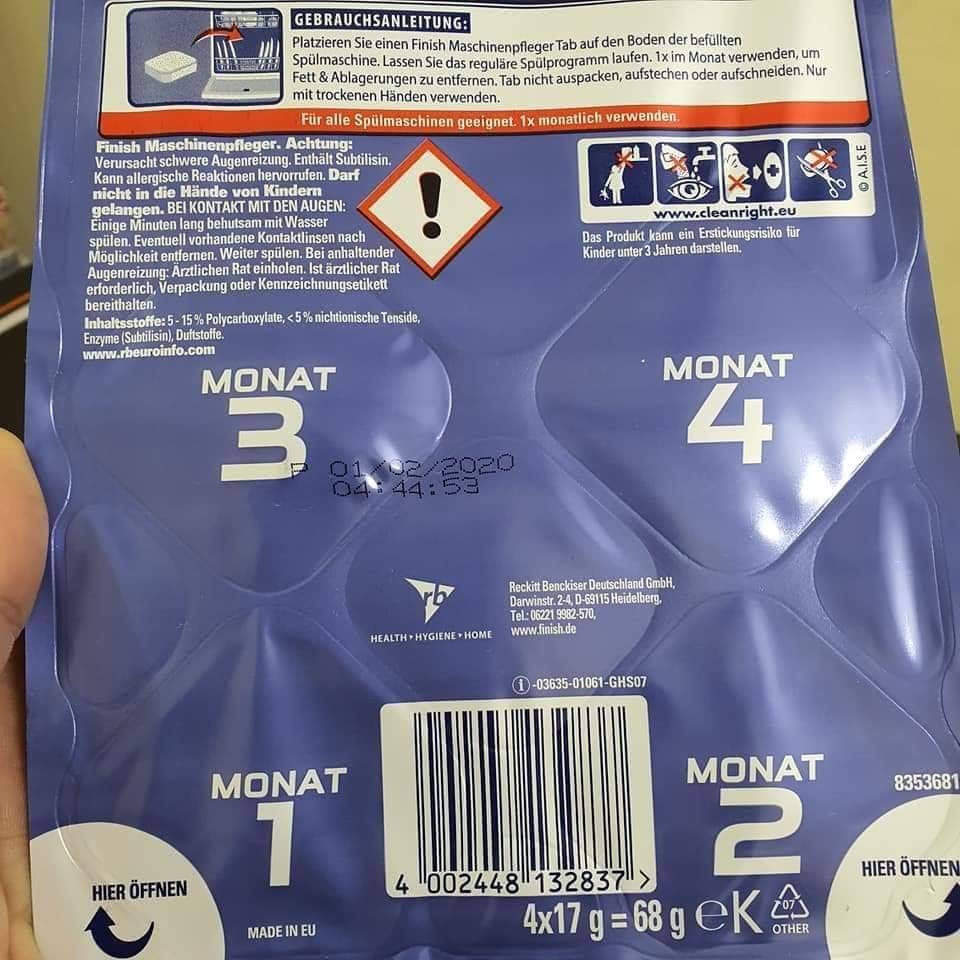 GEBRAUCHSANLEITUNG:
Platzieren Sie einen Finish Maschinenpfleger Tab auf den Boden der befüllten
Spülmaschine. Lassen Sie das reguläre Spülprogramm laufen. 1x im Monat verwenden, um
Fett & Ablagerungen zu entfernen. Tab nicht auspacken, aufstechen oder aufschneiden. Nur
mit trockenen Händen verwenden.
Für alle Spülmaschinen geeignet. 1x monatlich verwenden.
Finish Maschinenpfleger. Achtung:
Verursacht schwere Augenreizung. Enthält Subtilisin.
Kann allergische Reaktionen hervorrufen. Darf
nicht in die Hände von Kindern
gelangen. BEI KONTAKT MIT DEN AUGEN:
Einige Minuten lang behutsam mit Wasser
spülen. Eventuell vorhandene Kontaktlinsen nach
Möglichkeit entfernen. Weiter spülen. Bei anhaltender
Augenreizung: Ärztlichen Rat einholen. Ist ärztlicher Rat
erforderlich, Verpackung oder Kennzeichnungsetikett
bereithalten.
Inhaltsstoffe: 5 - 15 % Polycarboxylate, < 5 % nichtionische Tenside,
Enzyme (Subtilisin), Duftstoffe.
www.rbeuroinfo.com
© A.I.S.E
www.cleanright.eu
Das Produkt kann ein Erstickungsrisiko für
Kinder unter 3 Jahren darstellen.
MONAT
3
MONAT
4
P 01/02/2020
04:44:53
rb
HEALTH • HYGIENE • HOME
Reckitt Benckiser Deutschland GmbH,
Darwinstr. 2-4, D-69115 Heidelberg,
Tel.: 06221 9982-570,
www.finish.de
i -03635-01061-GHS07
MONAT
1
MONAT
2
8353681
4 002448 132837 >
HIER ÖFFNEN
HIER ÖFFNEN
MADE IN EU
4x17 g = 68 g e K
07
OTHER